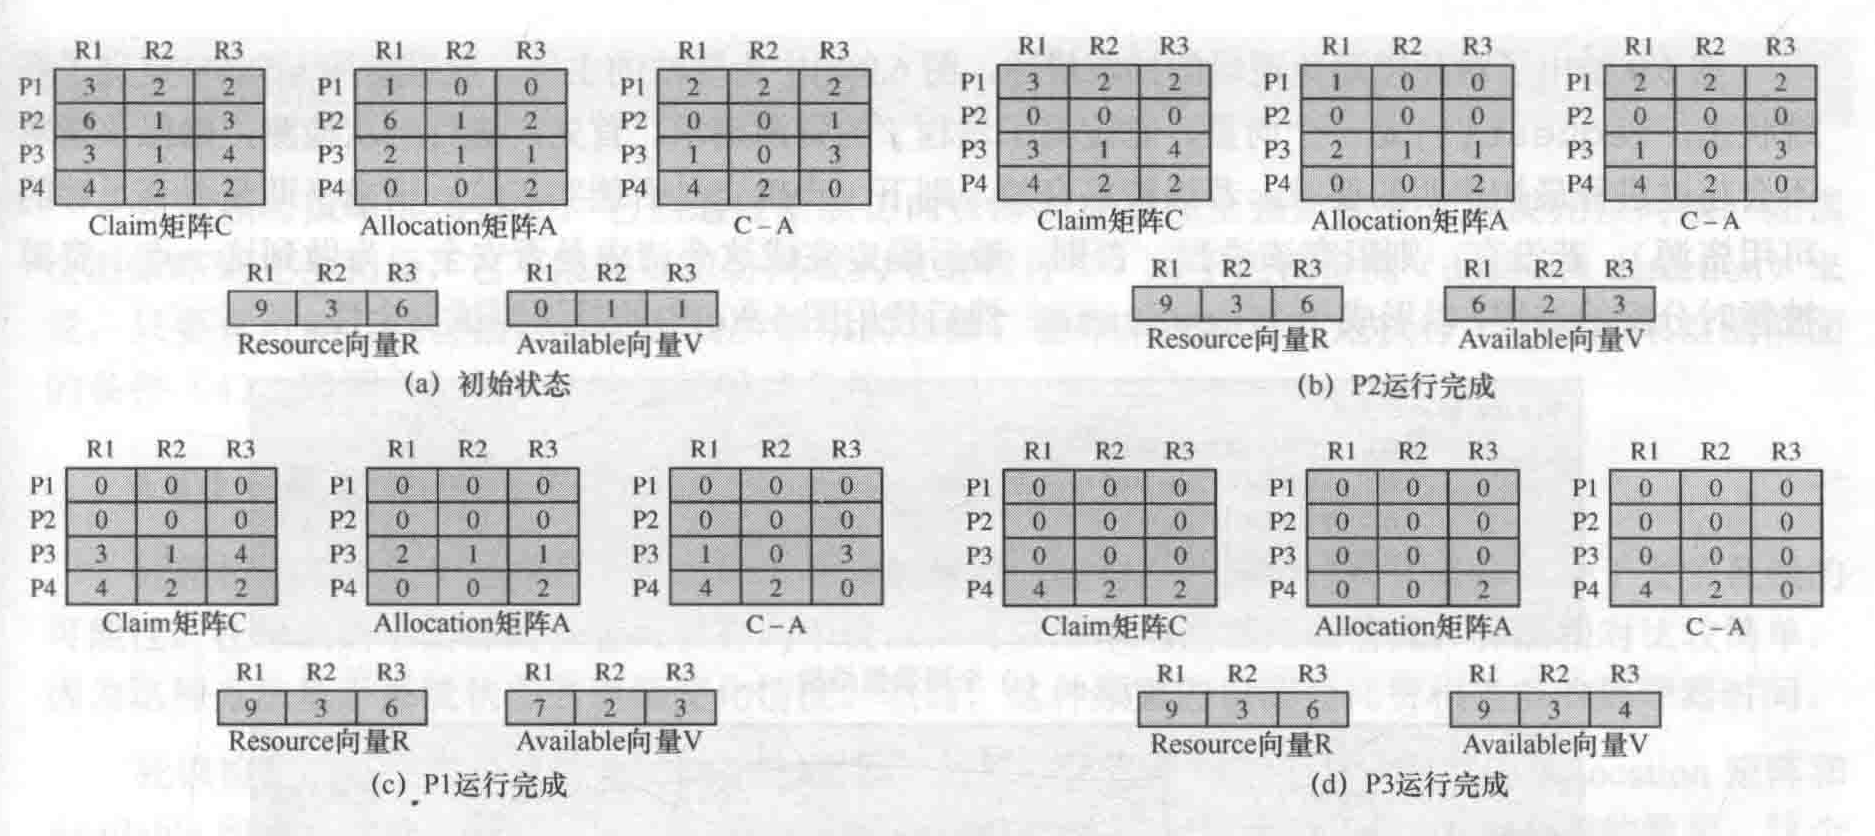 R1 R2 R3
P1 3 2 2
P2 6 1 3
P3 3 1 4
P4 4 2 2
Claim矩阵C
R1 R2 R3
P1 1 0 0
P2 6 1 2
P3 2 1 1
P4 0 0 2
Allocation矩阵A
R1 R2 R3
P1 2 2 2
P2 0 0 1
P3 1 0 3
P4 4 2 0
C－A
R1 R2 R3
9 3 6
Resource向量R
R1 R2 R3
0 1 1
Available向量V
(a) 初始状态
R1 R2 R3
P1 3 2 2
P2 0 0 0
P3 3 1 4
P4 4 2 2
Claim矩阵C
R1 R2 R3
P1 1 0 0
P2 0 0 0
P3 2 1 1
P4 0 0 2
Allocation矩阵A
R1 R2 R3
P1 2 2 2
P2 0 0 0
P3 1 0 3
P4 4 2 0
C－A
R1 R2 R3
9 3 6
Resource向量R
R1 R2 R3
6 2 3
Available向量V
(b) P2运行完成
R1 R2 R3
P1 0 0 0
P2 0 0 0
P3 3 1 4
P4 4 2 2
Claim矩阵C
R1 R2 R3
P1 0 0 0
P2 0 0 0
P3 2 1 1
P4 0 0 2
Allocation矩阵A
R1 R2 R3
P1 0 0 0
P2 0 0 0
P3 1 0 3
P4 4 2 0
C－A
R1 R2 R3
9 3 6
Resource向量R
R1 R2 R3
7 2 3
Available向量V
(c) P1运行完成
R1 R2 R3
P1 0 0 0
P2 0 0 0
P3 0 0 0
P4 4 2 2
Claim矩阵C
R1 R2 R3
P1 0 0 0
P2 0 0 0
P3 0 0 0
P4 0 0 2
Allocation矩阵A
R1 R2 R3
P1 0 0 0
P2 0 0 0
P3 0 0 0
P4 4 2 0
C－A
R1 R2 R3
9 3 6
Resource向量R
R1 R2 R3
9 3 4
Available向量V
(d) P3运行完成